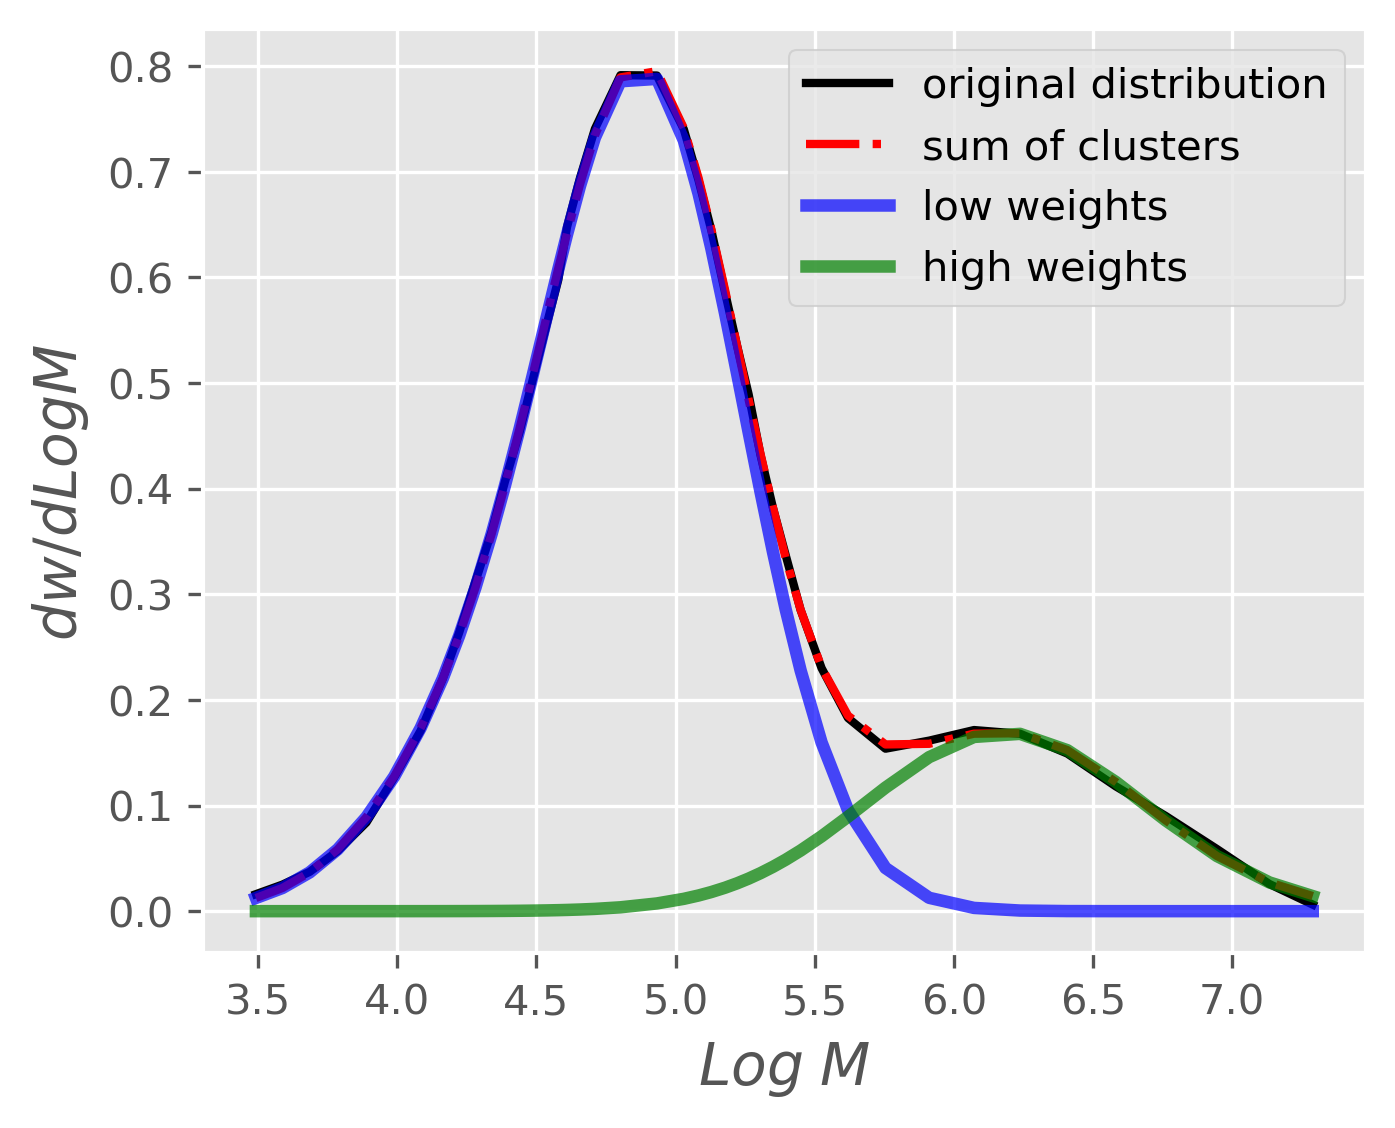 original distribution
sum of clusters
low weights
high weights
0.8
0.7
0.6
0.5
0.4
0.3
0.2
0.1
0.0
dw/dLogM
3.5 4.0 4.5 5.0 5.5 6.0 6.5 7.0
Log M